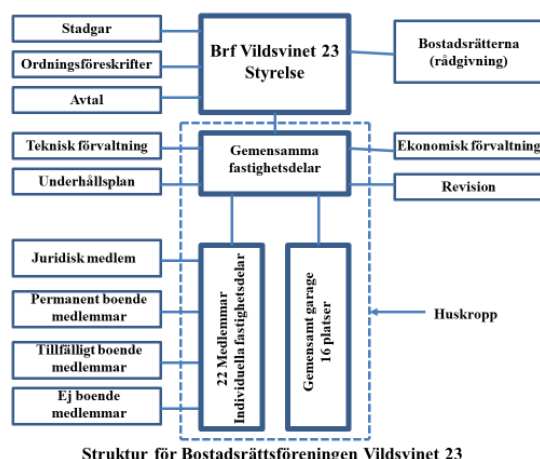 Stadgar
Ordningsföreskrifter
Avtal
Brf Vildsvinet 23
Styrelse
Bostadsrätterna
(rådgivning)
Teknisk förvaltning
Underhållsplan
Gemensamma
fastighetsdelar
Ekonomisk förvaltning
Revision
Juridisk medlem
Permanent boende
medlemmar
Tillfälligt boende
medlemmar
Ej boende
medlemmar
22 Medlemmar
Individuella fastighetsdelar
Gemensamt garage
16 platser
Huskropp
Struktur för Bostadsrättsföreningen Vildsvinet 23